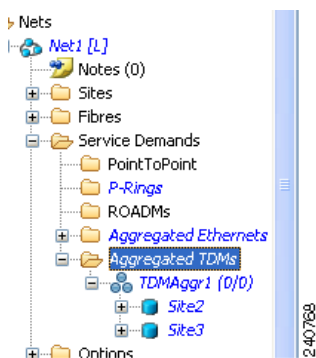 Nets
Net1 [L]
Notes (0)
Sites
Fibres
Service Demands
PointToPoint
P-Rings
ROADMs
Aggregated Ethernets
Aggregated TDMs
TDMAggr1 (0/0)
Site2
Site3
Options
240768